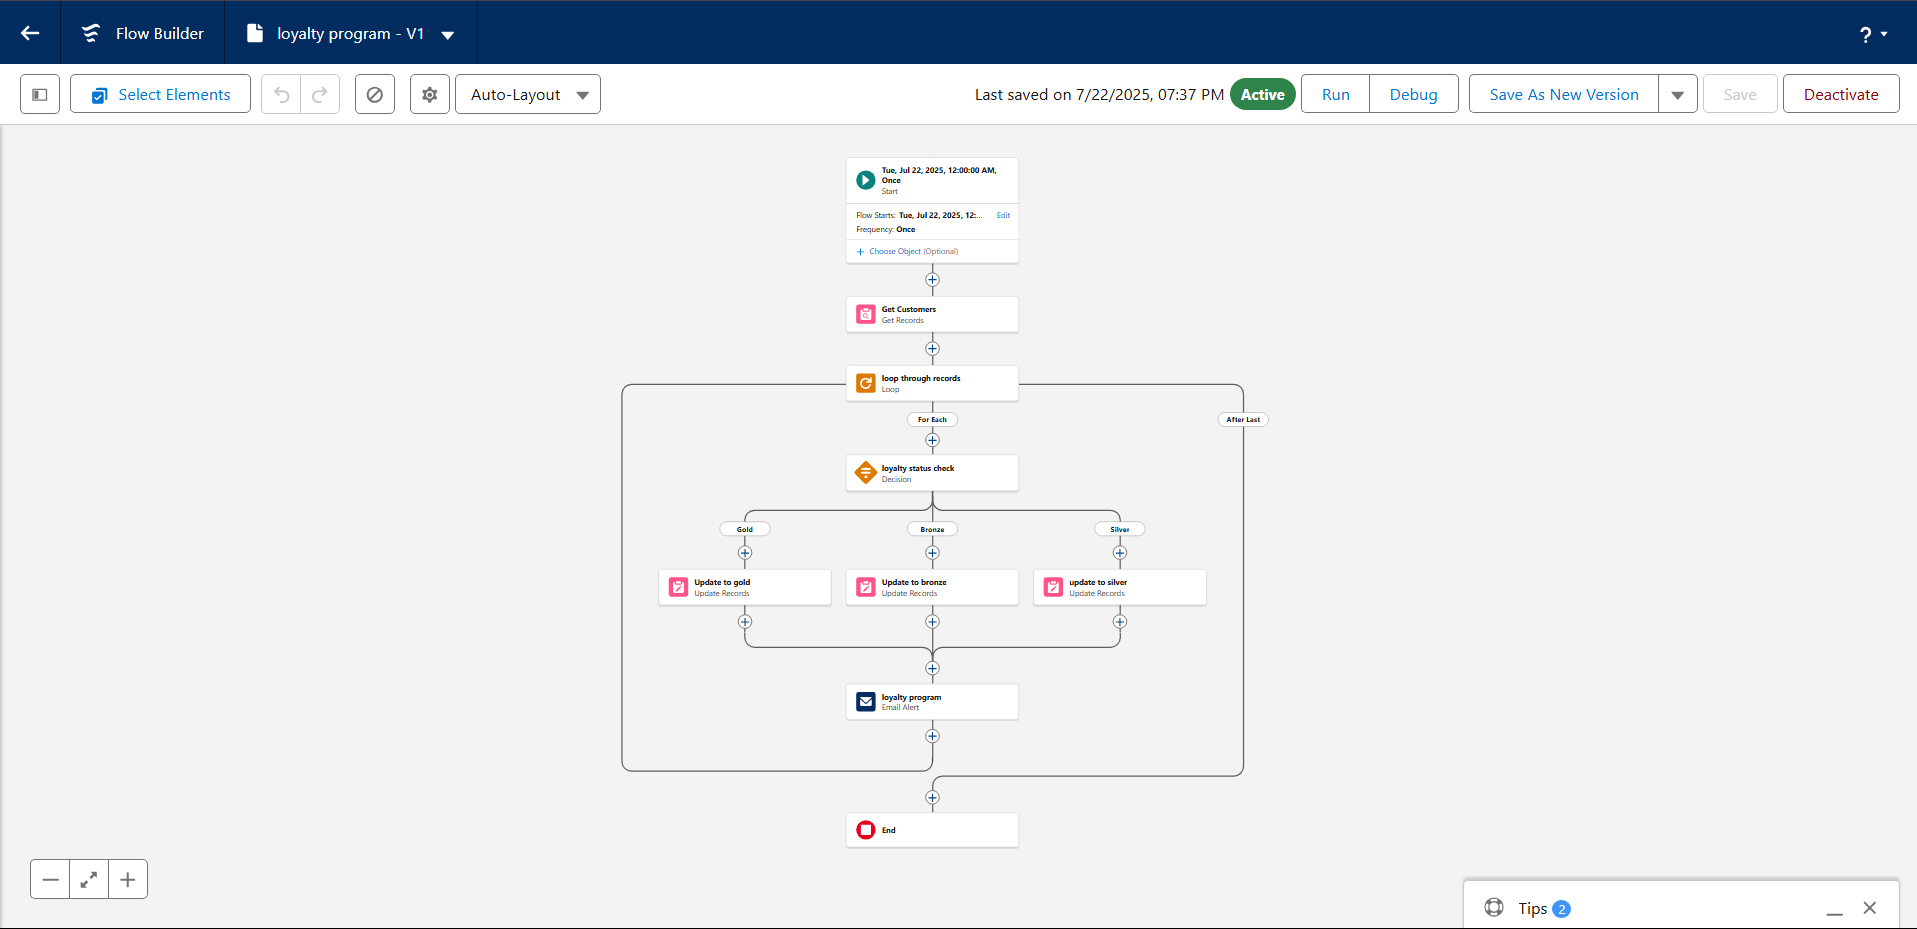 Flow Builder
loyalty program - V1
?
Select Elements
Auto-Layout
Last saved on 7/22/2025, 07:37 PM
Active
Run
Debug
Save As New Version
Save
Deactivate
Tue, Jul 22, 2025, 12:00:00 AM,
Once
Start
Flow Starts: Tue, Jul 22, 2025, 12:... Edit
Frequency: Once
+ Choose Object (Optional)
Get Customers
Get Records
loop through records
Loop
For Each
After Last
loyalty status check
Decision
Gold
Bronze
Silver
Update to gold
Update Records
Update to bronze
Update Records
update to silver
Update Records
loyalty program
Email Alert
End
Tips 2